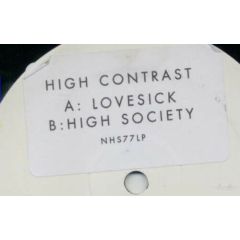 HIGH CONTRAST
A: LOVESICK
B:HIGH SOCIETY
NHS77LP